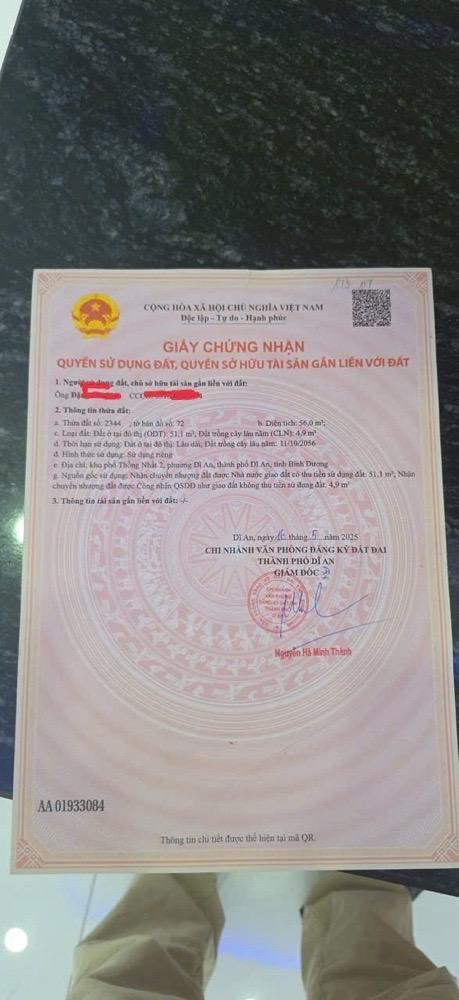 CỘNG HÒA XÃ HỘI CHỦ NGHĨA VIỆT NAM
Độc lập - Tự do - Hạnh phúc
GIẤY CHỨNG NHẬN
QUYỀN SỬ DỤNG ĐẤT, QUYỀN SỞ HỮU TÀI SẢN GẮN LIỀN VỚI ĐẤT
1. Người sử dụng đất, chủ sở hữu tài sản gắn liền với đất:
Ông
2. Thông tin thửa đất:
a. Thửa đất số: 2344 ; tờ bản đồ số: 72 b. Diện tích: 56,0 m²;
c. Loại đất: Đất ở tại đô thị (ODT): 51,1 m²; Đất trồng cây lâu năm (CLN): 4,9 m²
d. Thời hạn sử dụng: Đất ở tại đô thị: Lâu dài; Đất trồng cây lâu năm: 11/10/2056
đ. Hình thức sử dụng: Sử dụng riêng
e. Địa chỉ: khu phố Thống Nhất 2, phường Dĩ An, thành phố Dĩ An, tỉnh Bình Dương
g. Nguồn gốc sử dụng: Nhận chuyển nhượng đất được Nhà nước giao đất có thu tiền sử dụng đất: 51,1 m²; Nhận
chuyển nhượng đất được Công nhận QSDĐ như giao đất không thu tiền sử dụng đất: 4,9 m²
3. Thông tin tài sản gắn liền với đất: -/-
Dĩ An, ngày 16 tháng 5 năm 2025
CHI NHÁNH VĂN PHÒNG ĐĂNG KÝ ĐẤT ĐAI
THÀNH PHỐ DĨ AN
GIÁM ĐỐC
Nguyễn Hà Minh Thành
AA 01933084
Thông tin chi tiết được thể hiện tại mã QR.